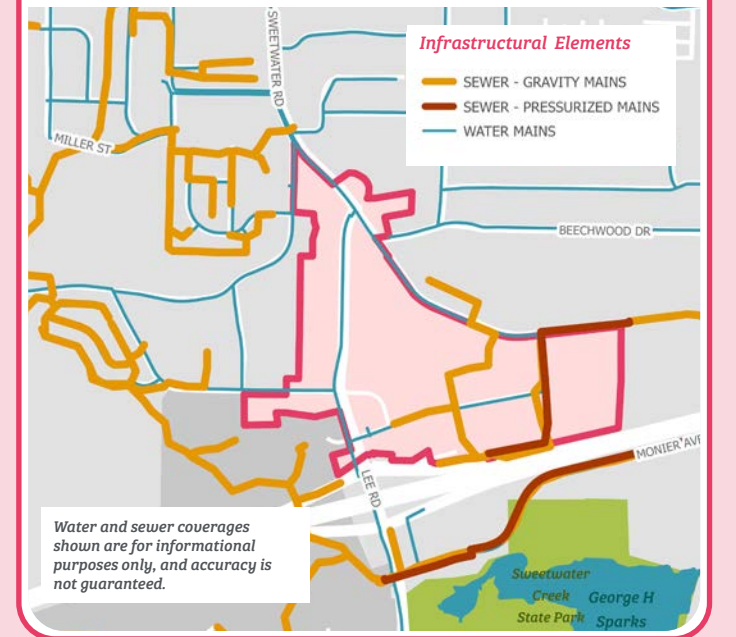 SWEETWATER RD
Infrastructural Elements
SEWER - GRAVITY MAINS
SEWER - PRESSURIZED MAINS
WATER MAINS
MILLER ST
BEECHWOOD DR
MONIER AVE
LEE RD
Water and sewer coverages
shown are for informational
purposes only, and accuracy is
not guaranteed.
Sweetwater
Creek
State Park
George H
Sparks